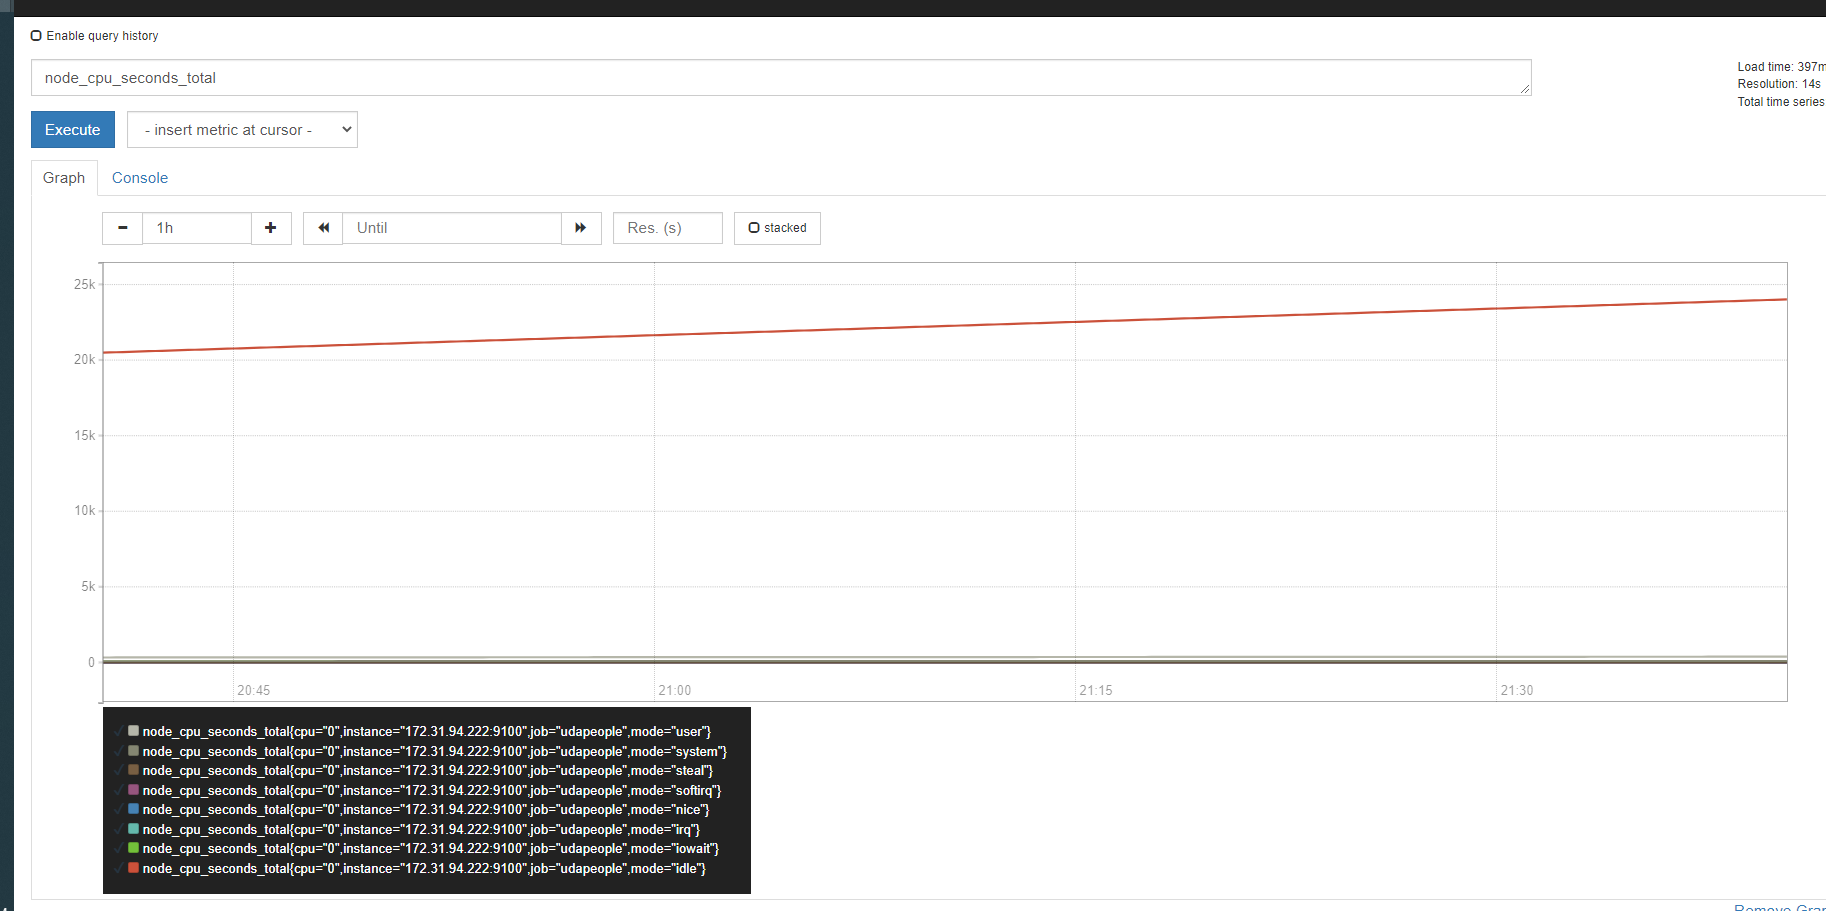 Enable query history
node_cpu_seconds_total
Load time: 397m
Resolution: 14s
Total time series
Execute
- insert metric at cursor -
Graph Console
1h Until Res. (s) stacked
25k
20k
15k
10k
5k
0
20:45 21:00 21:15 21:30
node_cpu_seconds_total{cpu="0",instance="172.31.94.222:9100",job="udapeople",mode="user"}
node_cpu_seconds_total{cpu="0",instance="172.31.94.222:9100",job="udapeople",mode="system"}
node_cpu_seconds_total{cpu="0",instance="172.31.94.222:9100",job="udapeople",mode="steal"}
node_cpu_seconds_total{cpu="0",instance="172.31.94.222:9100",job="udapeople",mode="softirq"}
node_cpu_seconds_total{cpu="0",instance="172.31.94.222:9100",job="udapeople",mode="nice"}
node_cpu_seconds_total{cpu="0",instance="172.31.94.222:9100",job="udapeople",mode="irq"}
node_cpu_seconds_total{cpu="0",instance="172.31.94.222:9100",job="udapeople",mode="iowait"}
node_cpu_seconds_total{cpu="0",instance="172.31.94.222:9100",job="udapeople",mode="idle"}
Remove Gra